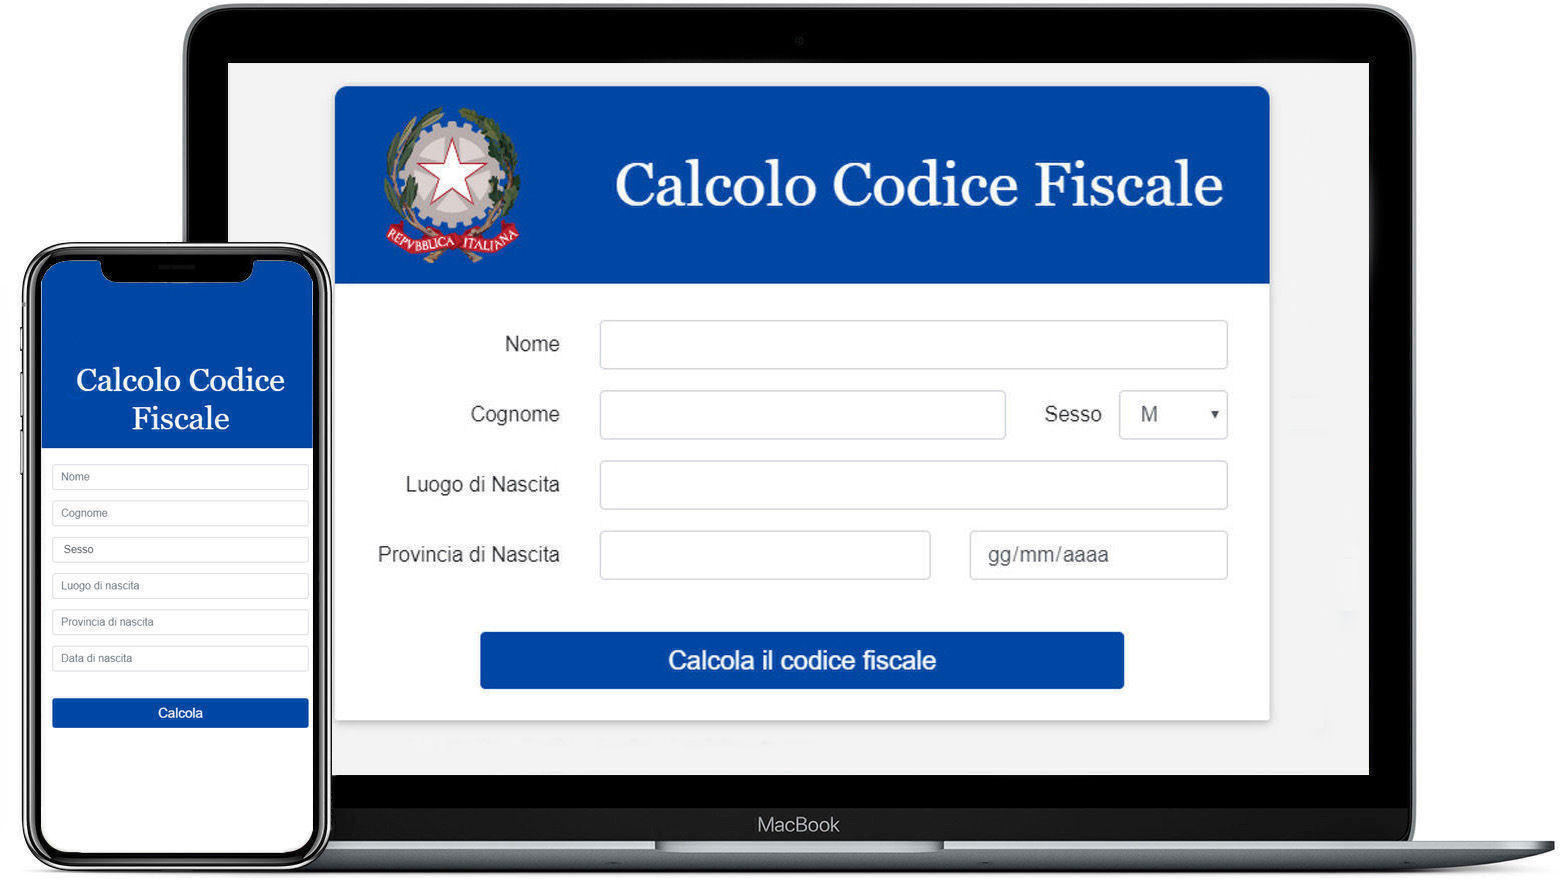 REPVBBLICA ITALIANA
Calcolo Codice Fiscale
Nome
Cognome
Sesso
M
Luogo di Nascita
Provincia di Nascita
gg/mm/aaaa
Calcola il codice fiscale
MacBook
Calcolo Codice
Fiscale
Nome
Cognome
Sesso
Luogo di nascita
Provincia di nascita
Data di nascita
Calcola